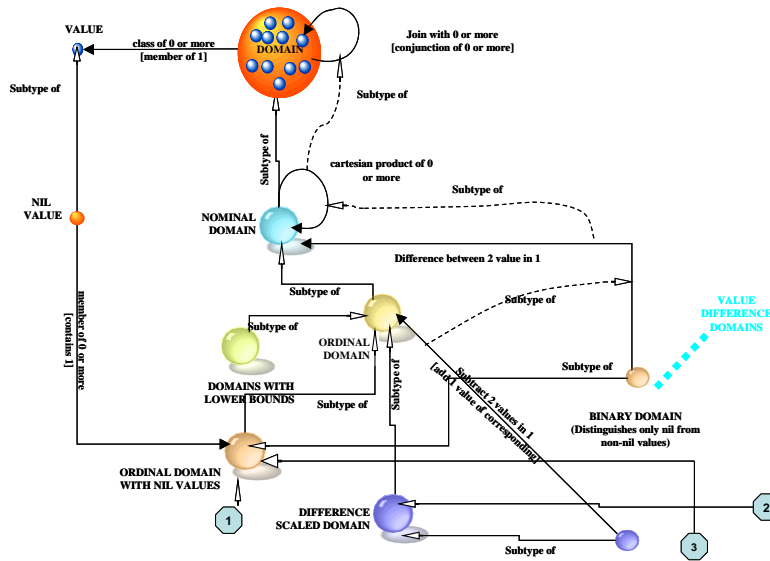 VALUE
class of 0 or more
[member of 1]
DOMAIN
Join with 0 or more
[conjunction of 0 or more]
Subtype of
Subtype of
Subtype of
cartesian product of 0
or more
Subtype of
NIL
VALUE
NOMINAL
DOMAIN
Difference between 2 value in 1
Subtype of
Subtype of
VALUE
DIFFERENCE
DOMAINS
member of 0 or more
[contains 1]
Subtype of
ORDINAL
DOMAIN
Subtype of
DOMAINS WITH
LOWER BOUNDS
Subtype of
Subtype of
Subtract 2 values in 1
[add 1 value of corresponding]
BINARY DOMAIN
(Distinguishes only nil from
non-nil values)
ORDINAL DOMAIN
WITH NIL VALUES
DIFFERENCE
SCALED DOMAIN
1
2
3
Subtype of